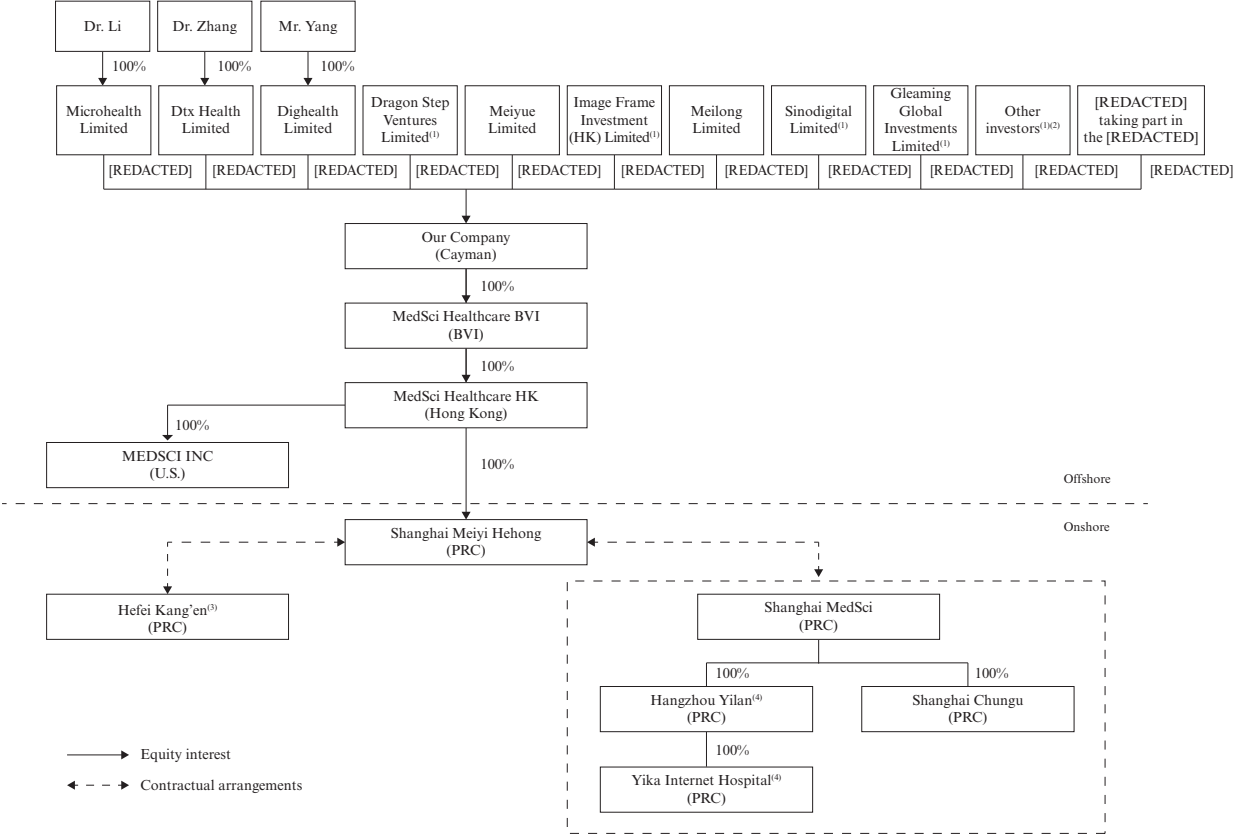 Dr. Li
Dr. Zhang
Mr. Yang
100%
100%
100%
Microhealth
Limited
Dtx Health
Limited
Dighealth
Limited
Dragon Step
Ventures
Limited(1)
Meiyue
Limited
Image Frame
Investment
(HK) Limited(1)
Meilong
Limited
Sinodigital
Limited(1)
Gleaming
Global
Investments
Limited(1)
Other
investors(1)(2)
[REDACTED]
taking part in
the [REDACTED]
[REDACTED]
[REDACTED]
[REDACTED]
[REDACTED]
[REDACTED]
[REDACTED]
[REDACTED]
[REDACTED]
[REDACTED]
[REDACTED]
[REDACTED]
Our Company
(Cayman)
100%
MedSci Healthcare BVI
(BVI)
100%
MedSci Healthcare HK
(Hong Kong)
100%
MEDSCI INC
(U.S.)
100%
Offshore
Onshore
Shanghai Meiyi Hehong
(PRC)
Hefei Kang'en(3)
(PRC)
Shanghai MedSci
(PRC)
100%
100%
Hangzhou Yilan(4)
(PRC)
Shanghai Chungu
(PRC)
100%
Yika Internet Hospital(4)
(PRC)
Equity interest
Contractual arrangements